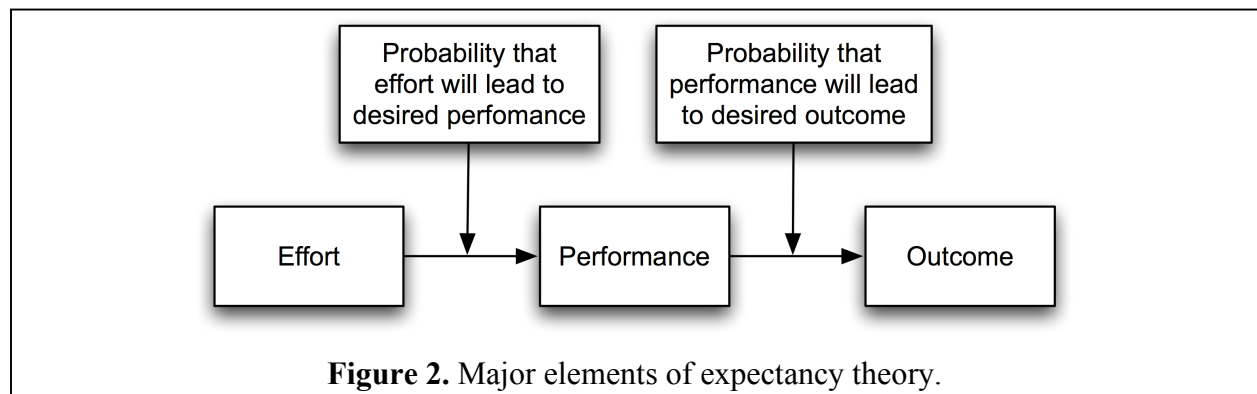 Probability that
effort will lead to
desired perfomance
Probability that
performance will lead
to desired outcome
Effort
Performance
Outcome
Figure 2. Major elements of expectancy theory.